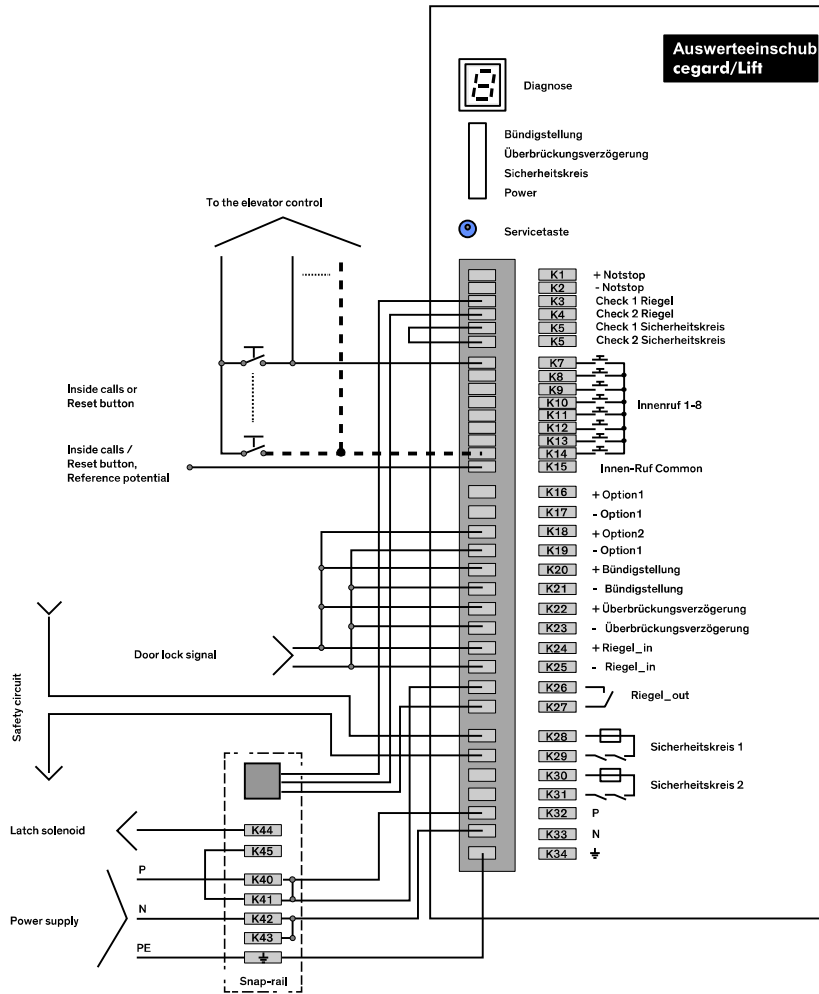 Auswerteeinschub
cegard/Lift
Diagnose
Bündigstellung
Überbrückungsverzögerung
Sicherheitskreis
Power
To the elevator control
Servicetaste
K1 + Notstop
K2 - Notstop
K3 Check 1 Riegel
K4 Check 2 Riegel
K5 Check 1 Sicherheitskreis
K5 Check 2 Sicherheitskreis
K7
K8
K9
K10
K11
K12
K13
K14
Innenruf 1-8
K15 Innen-Ruf Common
Inside calls or
Reset button
Inside calls /
Reset button,
Reference potential
K16 + Option1
K17 - Option1
K18 + Option2
K19 - Option1
K20 + Bündigstellung
K21 - Bündigstellung
K22 + Überbrückungsverzögerung
K23 - Überbrückungsverzögerung
K24 + Riegel_in
K25 - Riegel_in
K26
K27
Riegel_out
K28
K29
Sicherheitskreis 1
K30
K31
Sicherheitskreis 2
K32 P
K33 N
K34
Door lock signal
Safety circuit
Latch solenoid
K44
K45
P
K40
K41
Power supply
N
K42
K43
PE
Snap-rail